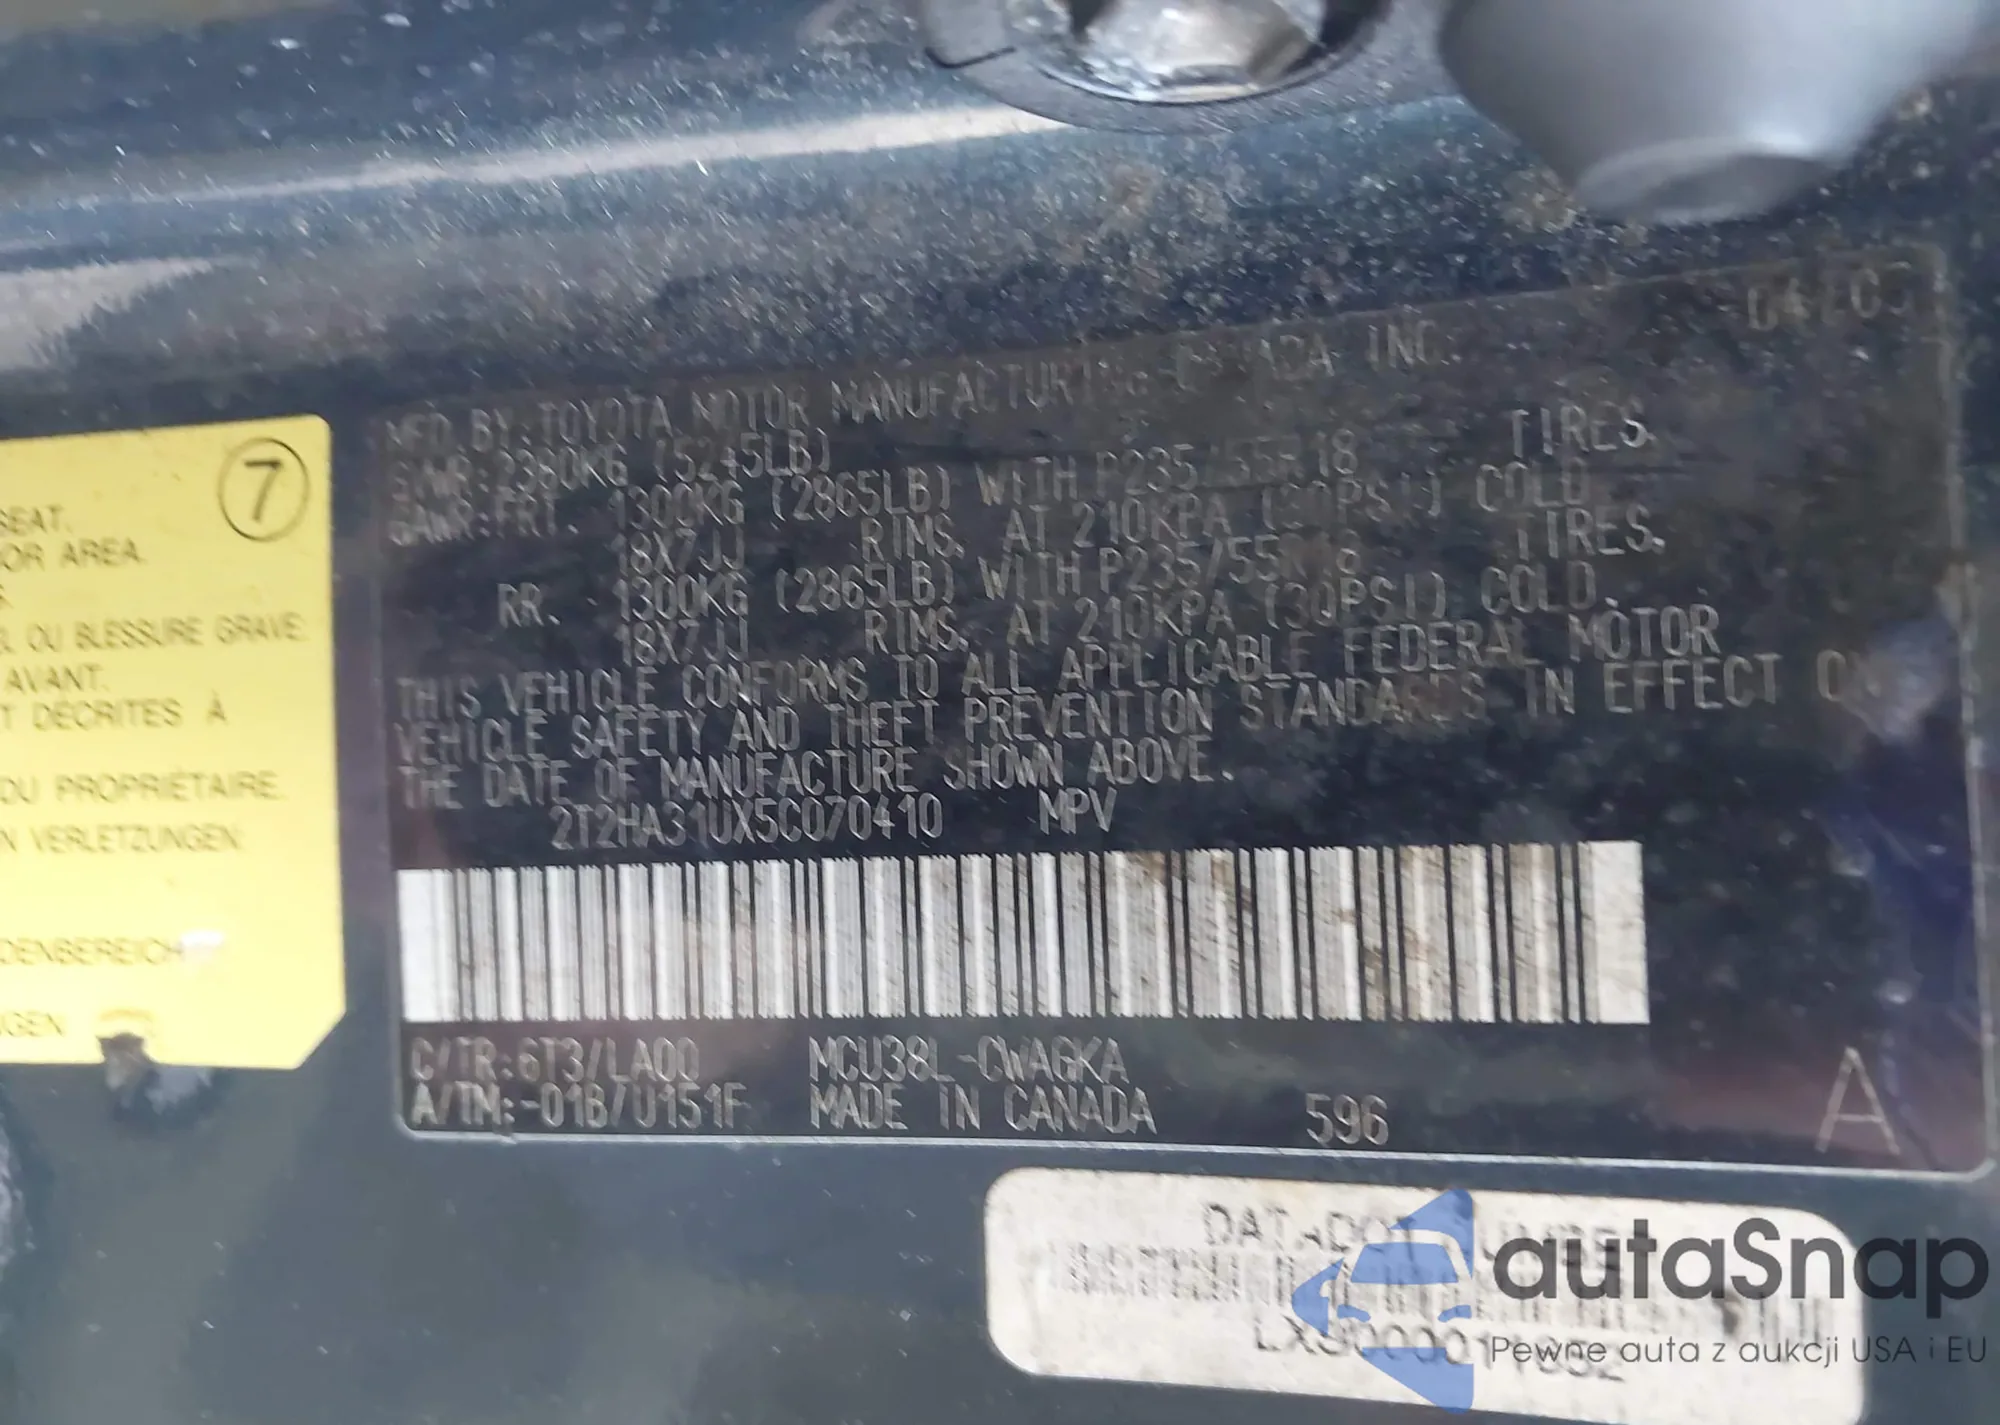 7
SEAT.
OR AREA.
OU BLESSURE GRAVE
AVANT.
T DÉCRITES À
DU PROPRIÉTAIRE.
N VERLETZUNGEN
DENBEREICH
NGEN
MFD. BY: TOYOTA MOTOR MANUFACTURING CANADA INC.
GVWR: 2380KG (5245LB)
GAWR: FRT. 1300KG (2865LB) WITH P235/55R18 TIRES.
18X7JJ RIMS. AT 210KPA (30PSI) COLD
RR. 1300KG (2865LB) WITH P235/55R18 TIRES.
18X7JJ RIMS. AT 210KPA (30PSI) COLD.
THIS VEHICLE CONFORMS TO ALL APPLICABLE FEDERAL MOTOR
VEHICLE SAFETY AND THEFT PREVENTION STANDARDS IN EFFECT ON
THE DATE OF MANUFACTURE SHOWN ABOVE.
2T2HA31UX5C070410 MPV
C/TR: 6T3/LA00 MCU38L-CWAGKA
A/TM: -01B/U151F MADE IN CANADA 596
A
DATADOT
autaSnap
Pewne auta z aukcji USA i EU